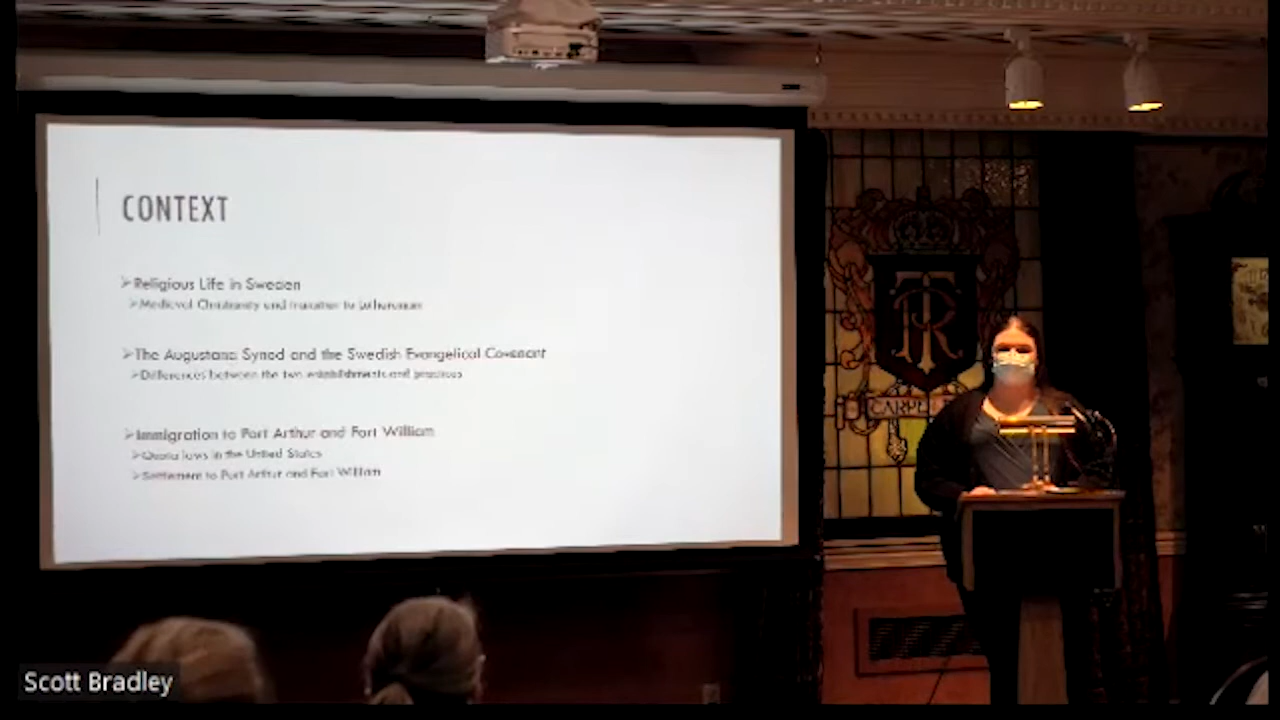 CONTEXT
Religious Life in Sweden
Medieval Christianity and transition to Lutheranism
The Augustana Synod and the Swedish Evangelical Covenant
Differences between the two establishments and practices
Immigration to Port Arthur and Fort William
Quota laws in the United States
Settlement to Port Arthur and Fort William
TR
Scott Bradley